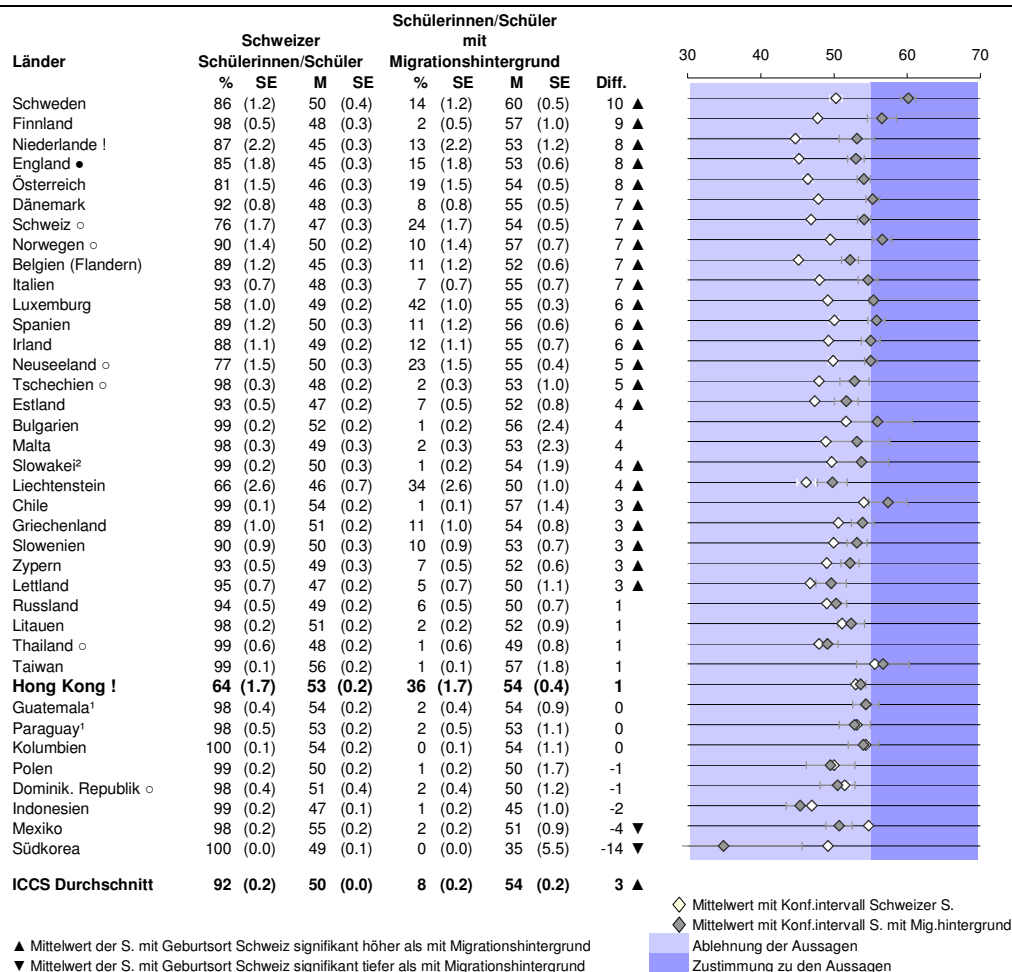 Schülerinnen/Schüler
Schweizer mit
Länder Schülerinnen/Schüler Migrationshintergrund
30 40 50 60 70
% SE M SE % SE M SE Diff.
Schweden 86 (1.2) 50 (0.4) 14 (1.2) 60 (0.5) 10 ▲
Finnland 98 (0.5) 48 (0.3) 2 (0.5) 57 (1.0) 9 ▲
Niederlande ! 87 (2.2) 45 (0.3) 13 (2.2) 53 (1.2) 8 ▲
England ● 85 (1.8) 45 (0.3) 15 (1.8) 53 (0.6) 8 ▲
Österreich 81 (1.5) 46 (0.3) 19 (1.5) 54 (0.5) 8 ▲
Dänemark 92 (0.8) 48 (0.3) 8 (0.8) 55 (0.5) 7 ▲
Schweiz ○ 76 (1.7) 47 (0.3) 24 (1.7) 54 (0.5) 7 ▲
Norwegen ○ 90 (1.4) 50 (0.2) 10 (1.4) 57 (0.7) 7 ▲
Belgien (Flandern) 89 (1.2) 45 (0.3) 11 (1.2) 52 (0.6) 7 ▲
Italien 93 (0.7) 48 (0.3) 7 (0.7) 55 (0.7) 7 ▲
Luxemburg 58 (1.0) 49 (0.2) 42 (1.0) 55 (0.3) 6 ▲
Spanien 89 (1.2) 50 (0.3) 11 (1.2) 56 (0.6) 6 ▲
Irland 88 (1.1) 49 (0.2) 12 (1.1) 55 (0.7) 6 ▲
Neuseeland ○ 77 (1.5) 50 (0.3) 23 (1.5) 55 (0.4) 5 ▲
Tschechien ○ 98 (0.3) 48 (0.2) 2 (0.3) 53 (1.0) 5 ▲
Estland 93 (0.5) 47 (0.2) 7 (0.5) 52 (0.8) 4 ▲
Bulgarien 99 (0.2) 52 (0.2) 1 (0.2) 56 (2.4) 4
Malta 98 (0.3) 49 (0.3) 2 (0.3) 53 (2.3) 4
Slowakei² 99 (0.2) 50 (0.3) 1 (0.2) 54 (1.9) 4 ▲
Liechtenstein 66 (2.6) 46 (0.7) 34 (2.6) 50 (1.0) 4 ▲
Chile 99 (0.1) 54 (0.2) 1 (0.1) 57 (1.4) 3 ▲
Griechenland 89 (1.0) 51 (0.2) 11 (1.0) 54 (0.8) 3 ▲
Slowenien 90 (0.9) 50 (0.3) 10 (0.9) 53 (0.7) 3 ▲
Zypern 93 (0.5) 49 (0.3) 7 (0.5) 52 (0.6) 3 ▲
Lettland 95 (0.7) 47 (0.2) 5 (0.7) 50 (1.1) 3 ▲
Russland 94 (0.5) 49 (0.2) 6 (0.5) 50 (0.7) 1
Litauen 98 (0.2) 51 (0.2) 2 (0.2) 52 (0.9) 1
Thailand ○ 99 (0.6) 48 (0.2) 1 (0.6) 49 (0.8) 1
Taiwan 99 (0.1) 56 (0.2) 1 (0.1) 57 (1.8) 1
Hong Kong ! 64 (1.7) 53 (0.2) 36 (1.7) 54 (0.4) 1
Guatemala¹ 98 (0.4) 54 (0.2) 2 (0.4) 54 (0.9) 0
Paraguay¹ 98 (0.5) 53 (0.2) 2 (0.5) 53 (1.1) 0
Kolumbien 100 (0.1) 54 (0.2) 0 (0.1) 54 (1.1) 0
Polen 99 (0.2) 50 (0.2) 1 (0.2) 50 (1.7) -1
Dominik. Republik ○ 98 (0.4) 51 (0.4) 2 (0.4) 50 (1.2) -1
Indonesien 99 (0.2) 47 (0.1) 1 (0.2) 45 (1.0) -2
Mexiko 98 (0.2) 55 (0.2) 2 (0.2) 51 (0.9) -4 ▼
Südkorea 100 (0.0) 49 (0.1) 0 (0.0) 35 (5.5) -14 ▼
ICCS Durchschnitt 92 (0.2) 50 (0.0) 8 (0.2) 54 (0.2) 3 ▲
Mittelwert mit Konf.intervall Schweizer S.
Mittelwert mit Konf.intervall S. mit Mig.hintergrund
▲ Mittelwert der S. mit Geburtsort Schweiz signifikant höher als mit Migrationshintergrund Ablehnung der Aussagen
▼ Mittelwert der S. mit Geburtsort Schweiz signifikant tiefer als mit Migrationshintergrund Zustimmung zu den Aussagen